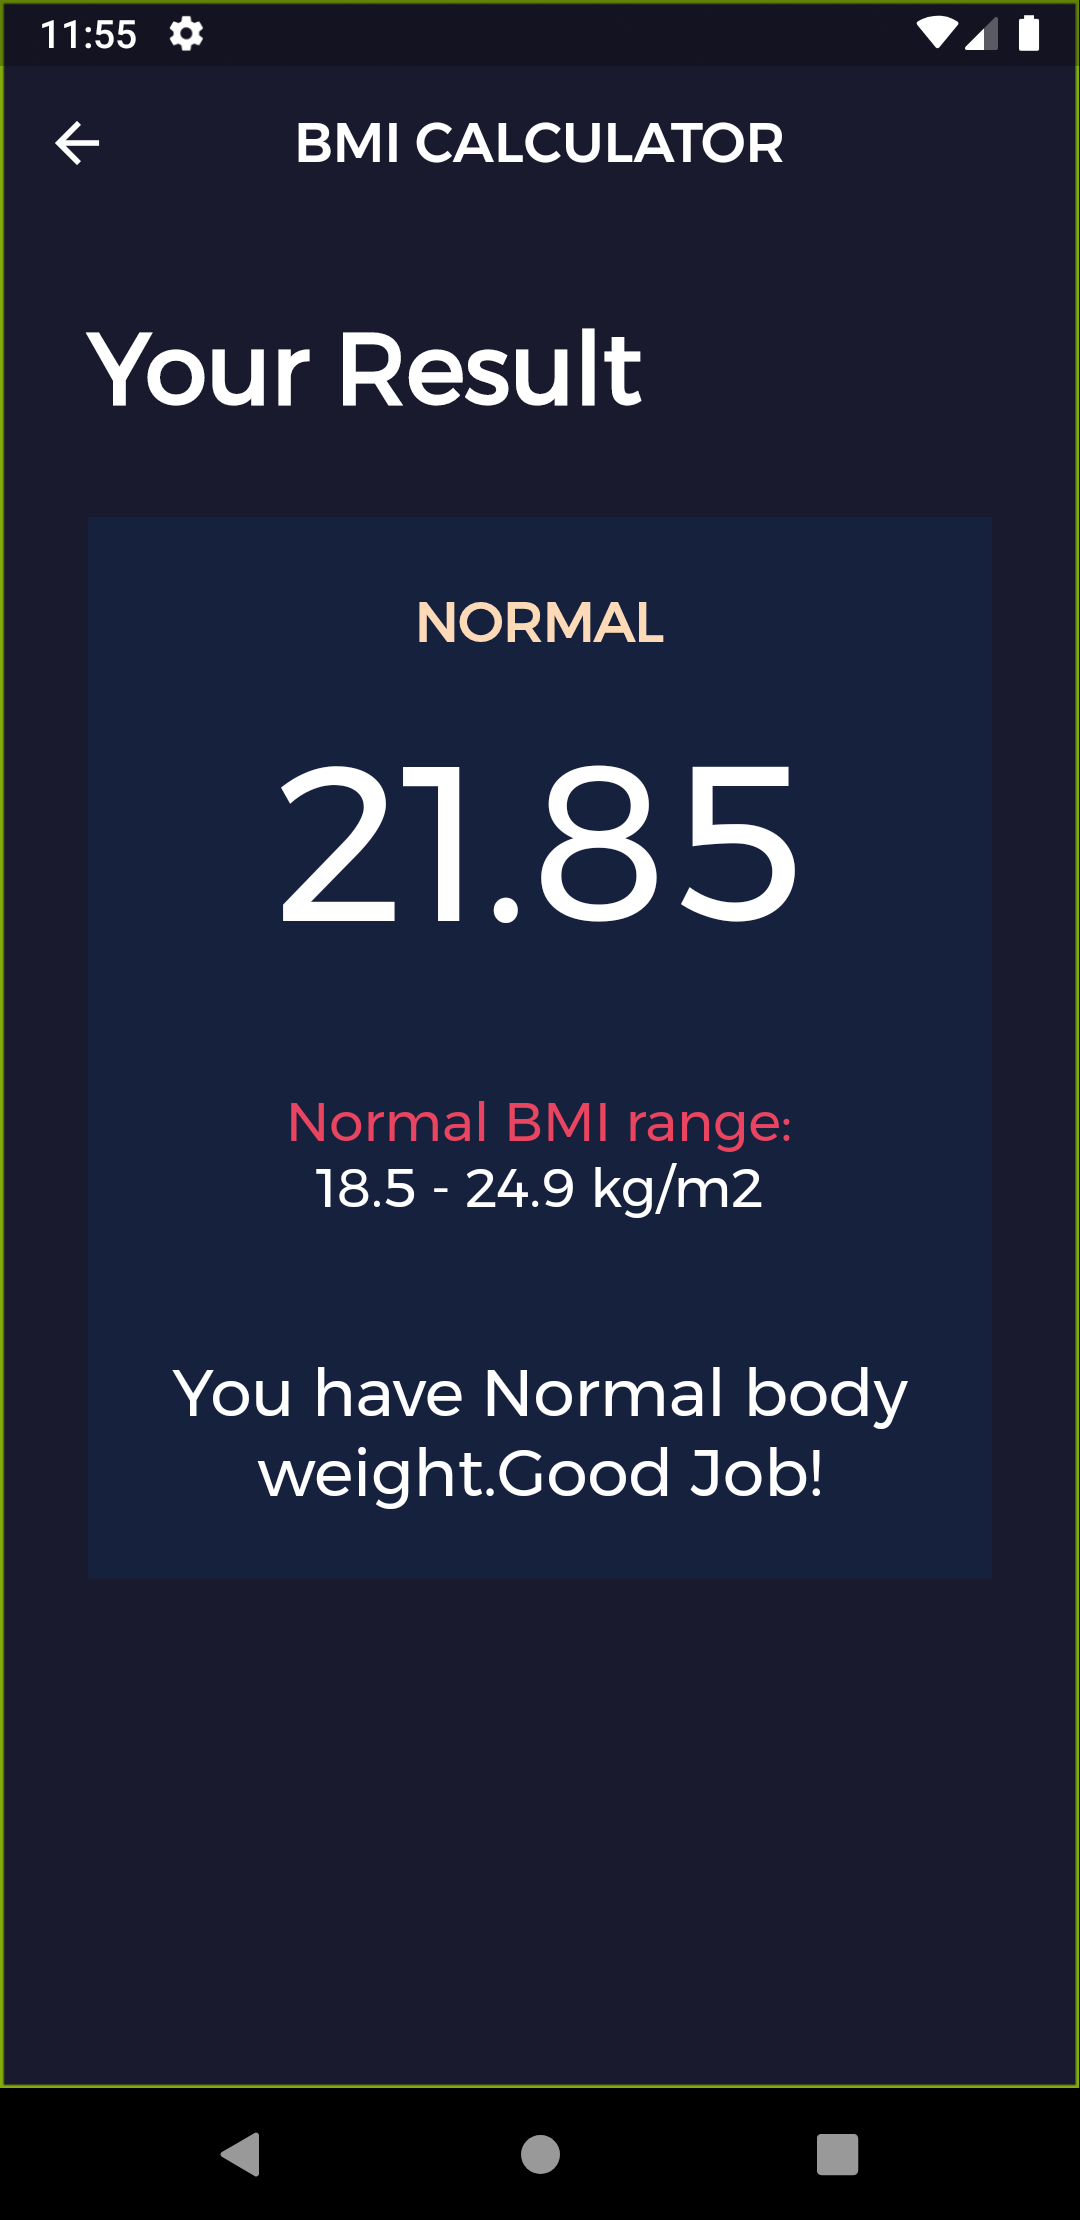 11:55
BMI CALCULATOR
Your Result
NORMAL
21.85
Normal BMI range:
18.5 - 24.9 kg/m2
You have Normal body
weight.Good Job!